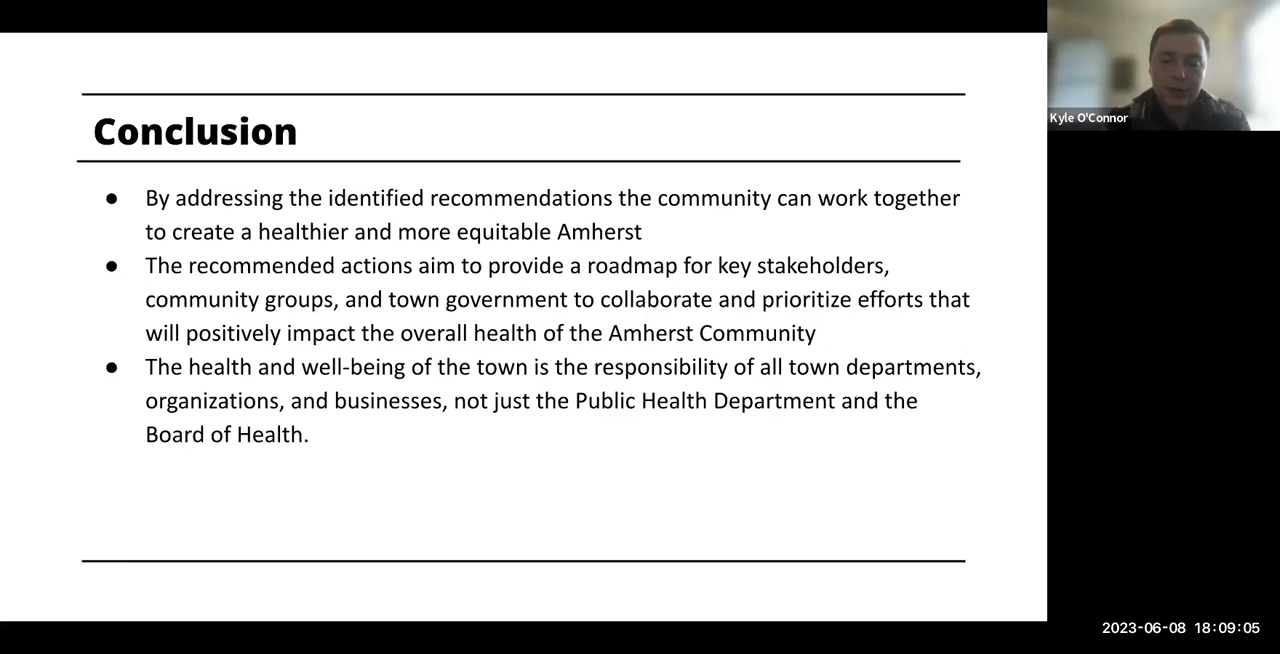 Conclusion
● By addressing the identified recommendations the community can work together
to create a healthier and more equitable Amherst
● The recommended actions aim to provide a roadmap for key stakeholders,
community groups, and town government to collaborate and prioritize efforts that
will positively impact the overall health of the Amherst Community
● The health and well-being of the town is the responsibility of all town departments,
organizations, and businesses, not just the Public Health Department and the
Board of Health.
Kyle O'Connor
2023-06-08 18:09:05